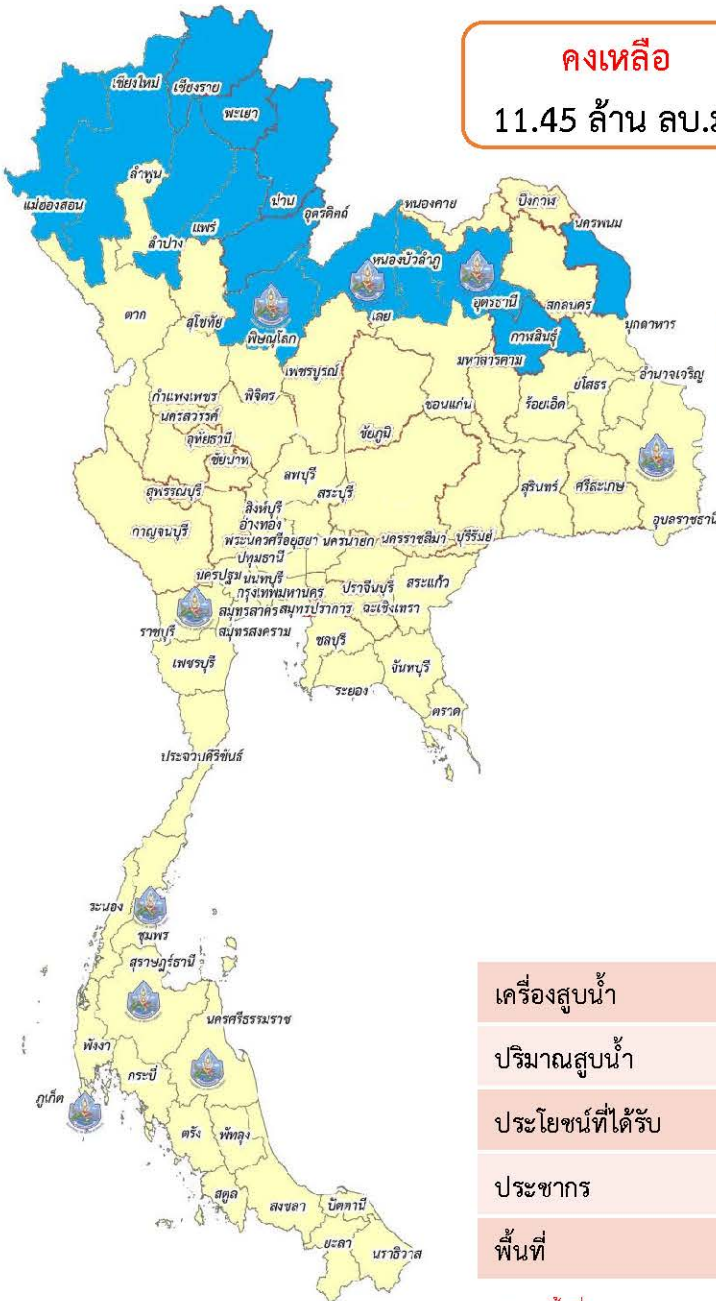 คงเหลือ
11.45 ล้าน ลบ.ม
เชียงใหม่
เชียงราย
พะเยา
ลำพูน
แม่ฮ่องสอน
น่าน
อุตรดิตถ์
แพร่
ลำปาง
หนองคาย
บึงกาฬ
นครพนม
หนองบัวลำภู
อุดรธานี
สกลนคร
เลย
ตาก
สุโขทัย
พิษณุโลก
กาฬสินธุ์
มุกดาหาร
เพชรบูรณ์
มหาสารคาม
อำนาจเจริญ
ยโสธร
กำแพงเพชร
พิจิตร
ขอนแก่น
ร้อยเอ็ด
นครสวรรค์
อุทัยธานี
ชัยภูมิ
ชัยนาท
ลพบุรี
สุพรรณบุรี
สระบุรี
สุรินทร์
ศรีสะเกษ
สิงห์บุรี
อ่างทอง
กาญจนบุรี
อุบลราชธานี
พระนครศรีอยุธยา
นครนายก
นครราชสีมา
บุรีรัมย์
ปทุมธานี
นครปฐม
นนทบุรี
ปราจีนบุรี
สระแก้ว
กรุงเทพมหานคร
สมุทรสาคร
สมุทรปราการ
ฉะเชิงเทรา
ราชบุรี
สมุทรสงคราม
ชลบุรี
เพชรบุรี
จันทบุรี
ระยอง
ตราด
ประจวบคีรีขันธ์
ระนอง
ชุมพร
สุราษฎร์ธานี
นครศรีธรรมราช
พังงา
กระบี่
ภูเก็ต
ตรัง
พัทลุง
สตูล
สงขลา
ปัตตานี
ยะลา
นราธิวาส
เครื่องสูบน้ำ
ปริมาณสูบน้ำ
ประโยชน์ที่ได้รับ
ประชากร
พื้นที่